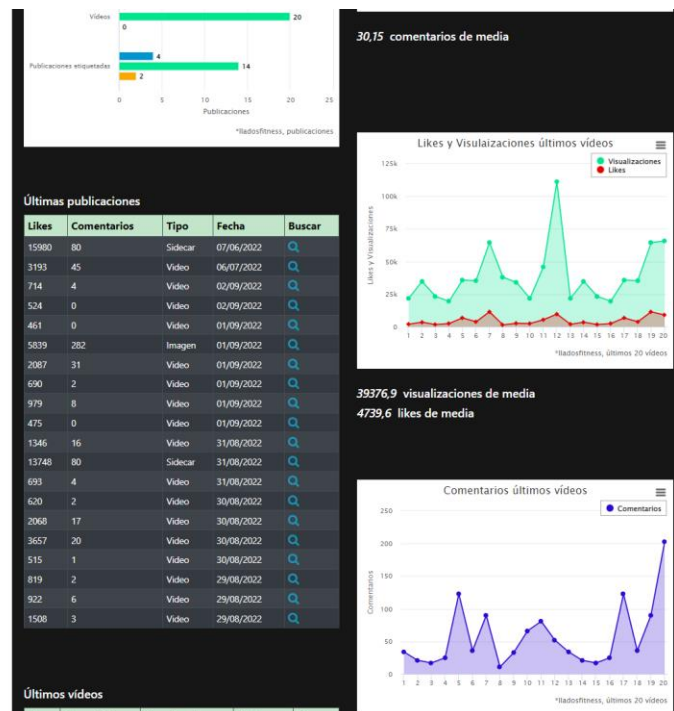 Vídeos
20
0
Publicaciones etiquetadas
4
14
2
0 5 10 15 20 25
Publicaciones
*lladosfitness, publicaciones
Últimas publicaciones
Likes Comentarios Tipo Fecha Buscar
15980 80 Sidecar 07/06/2022
3193 45 Video 06/07/2022
714 4 Video 02/09/2022
524 0 Video 02/09/2022
461 0 Video 01/09/2022
5839 282 Imagen 01/09/2022
2087 31 Video 01/09/2022
690 2 Video 01/09/2022
979 8 Video 01/09/2022
475 0 Video 01/09/2022
1346 16 Video 31/08/2022
13748 80 Sidecar 31/08/2022
693 4 Video 31/08/2022
620 2 Video 30/08/2022
2068 17 Video 30/08/2022
3657 20 Video 30/08/2022
515 1 Video 30/08/2022
819 2 Video 29/08/2022
922 6 Video 29/08/2022
1508 3 Video 29/08/2022
Últimos vídeos
30,15 comentarios de media
Likes y Visulaizaciones últimos vídeos
Visualizaciones
Likes
Likes y Visualizaciones
125k
100k
75k
50k
25k
0
1 2 3 4 5 6 7 8 9 10 11 12 13 14 15 16 17 18 19 20
*lladosfitness, últimos 20 vídeos
39376,9 visualizaciones de media
4739,6 likes de media
Comentarios últimos vídeos
Comentarios
Comentarios
250
200
150
100
50
0
1 2 3 4 5 6 7 8 9 10 11 12 13 14 15 16 17 18 19 20
*lladosfitness, últimos 20 vídeos